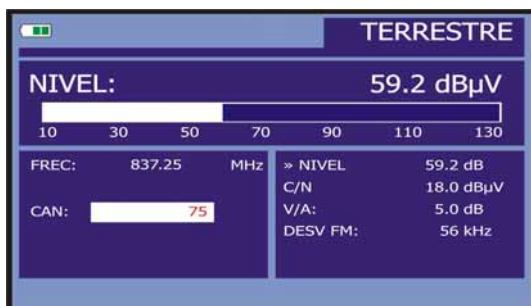 TERRESTRE
NIVEL: 59.2 dBµV
10 30 50 70 90 110 130
FREC: 837.25 MHz
CAN: 75
» NIVEL 59.2 dB
C/N 18.0 dBµV
V/A: 5.0 dB
DESV FM: 56 kHz